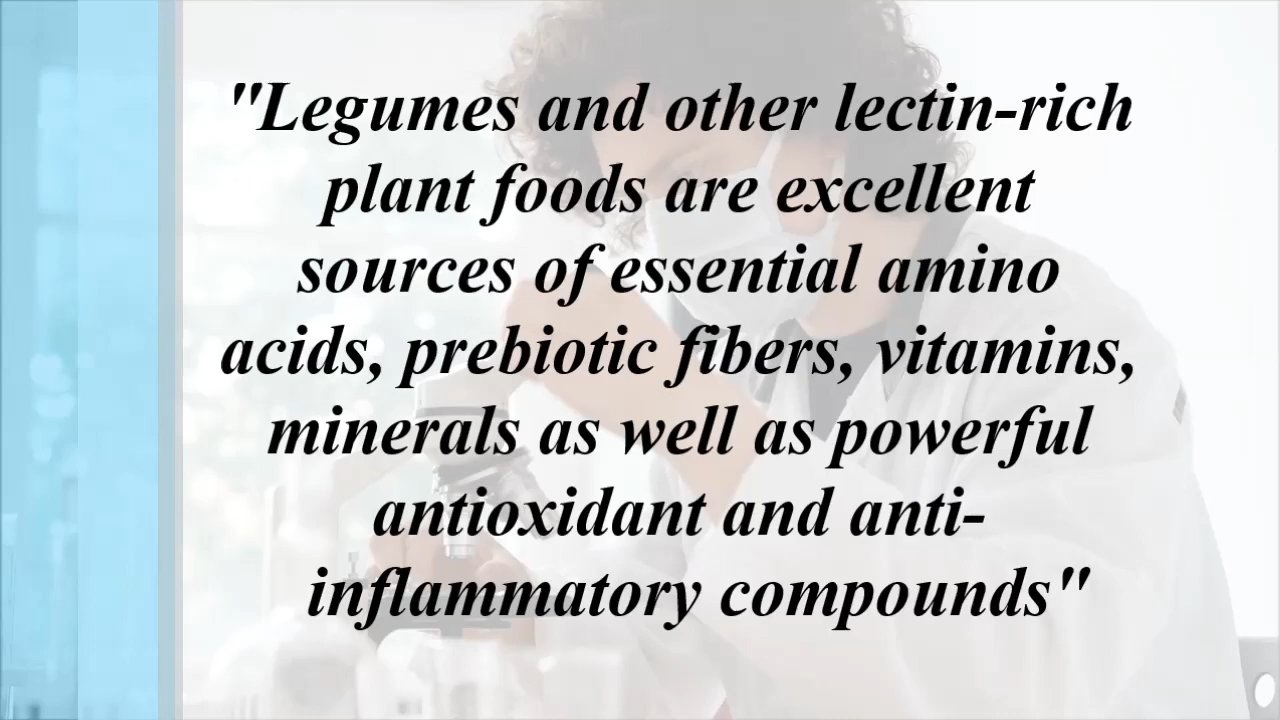 "Legumes and other lectin-rich
plant foods are excellent
sources of essential amino
acids, prebiotic fibers, vitamins,
minerals as well as powerful
antioxidant and anti-
inflammatory compounds"